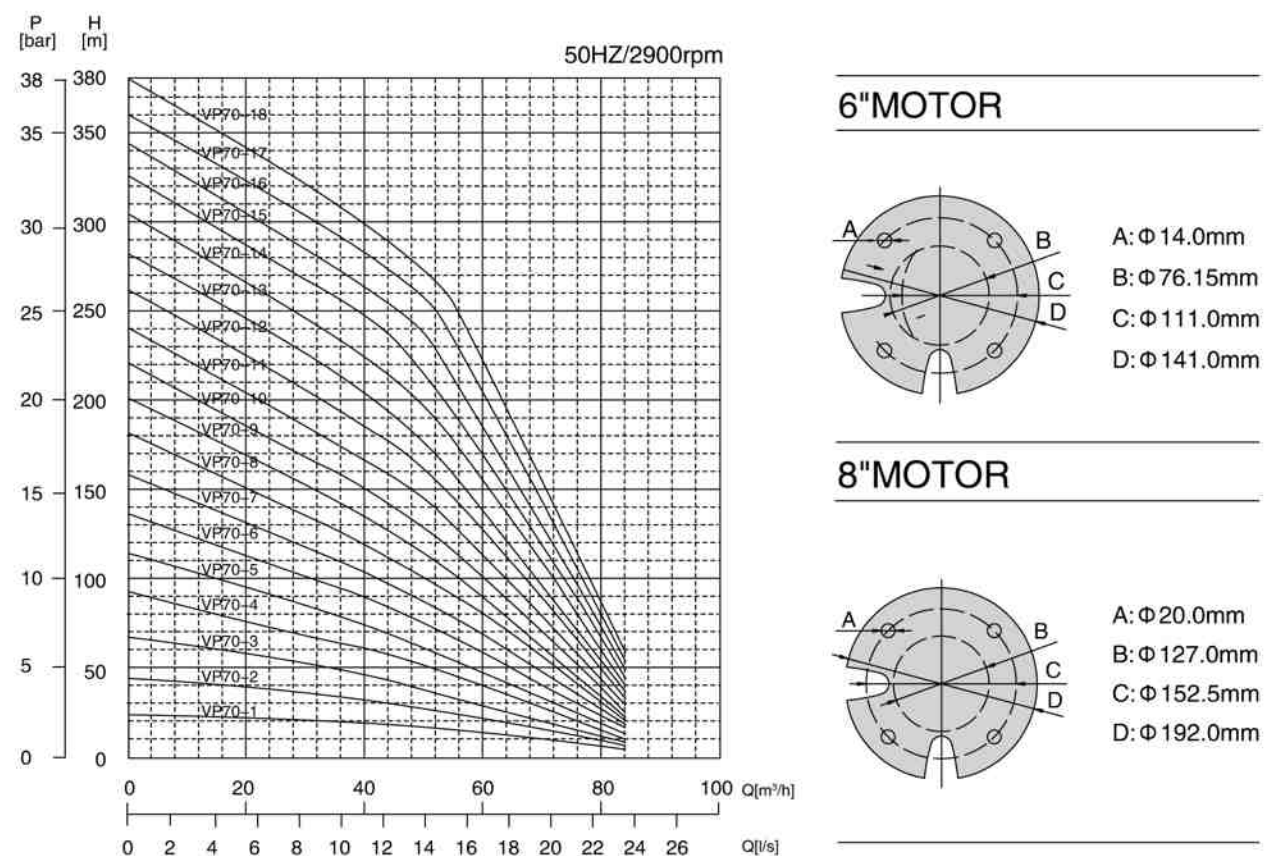 P
[bar]
H
[m]
50HZ/2900rpm
38
380
35
350
30
300
25
250
20
200
15
150
10
100
5
50
0
0
VP70-18
VP70-17
VP70-16
VP70-15
VP70-14
VP70-13
VP70-12
VP70-11
VP70-10
VP70-9
VP70-8
VP70-7
VP70-6
VP70-5
VP70-4
VP70-3
VP70-2
VP70-1
0 20 40 60 80 100 Q[m³/h]
0 2 4 6 8 10 12 14 16 18 20 22 24 26 Q[l/s]
6"MOTOR
A
B
C
D
A:Φ14.0mm
B:Φ76.15mm
C:Φ111.0mm
D:Φ141.0mm
8"MOTOR
A
B
C
D
A:Φ20.0mm
B:Φ127.0mm
C:Φ152.5mm
D:Φ192.0mm